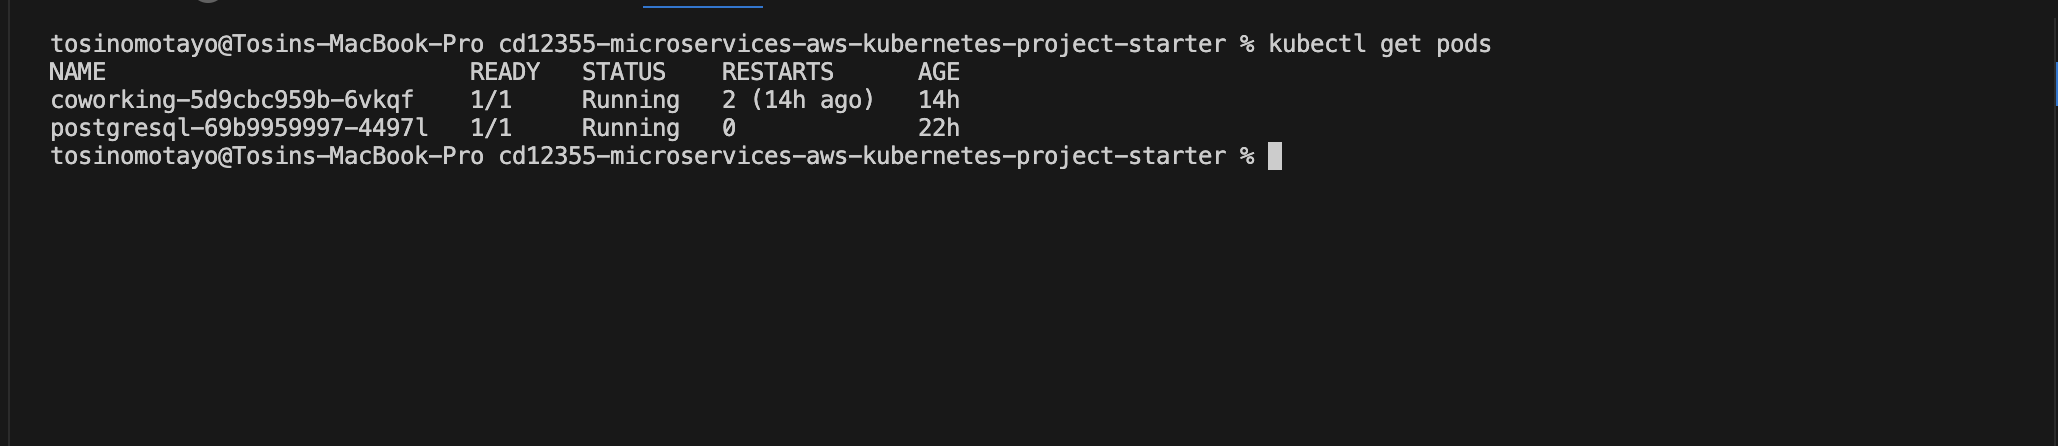 tosinomotayo@Tosins-MacBook-Pro cd12355-microservices-aws-kubernetes-project-starter % kubectl get pods
NAME                          READY   STATUS    RESTARTS      AGE
coworking-5d9cbc959b-6vkqf    1/1     Running   2 (14h ago)   14h
postgresql-69b9959997-4497l   1/1     Running   0             22h
tosinomotayo@Tosins-MacBook-Pro cd12355-microservices-aws-kubernetes-project-starter %